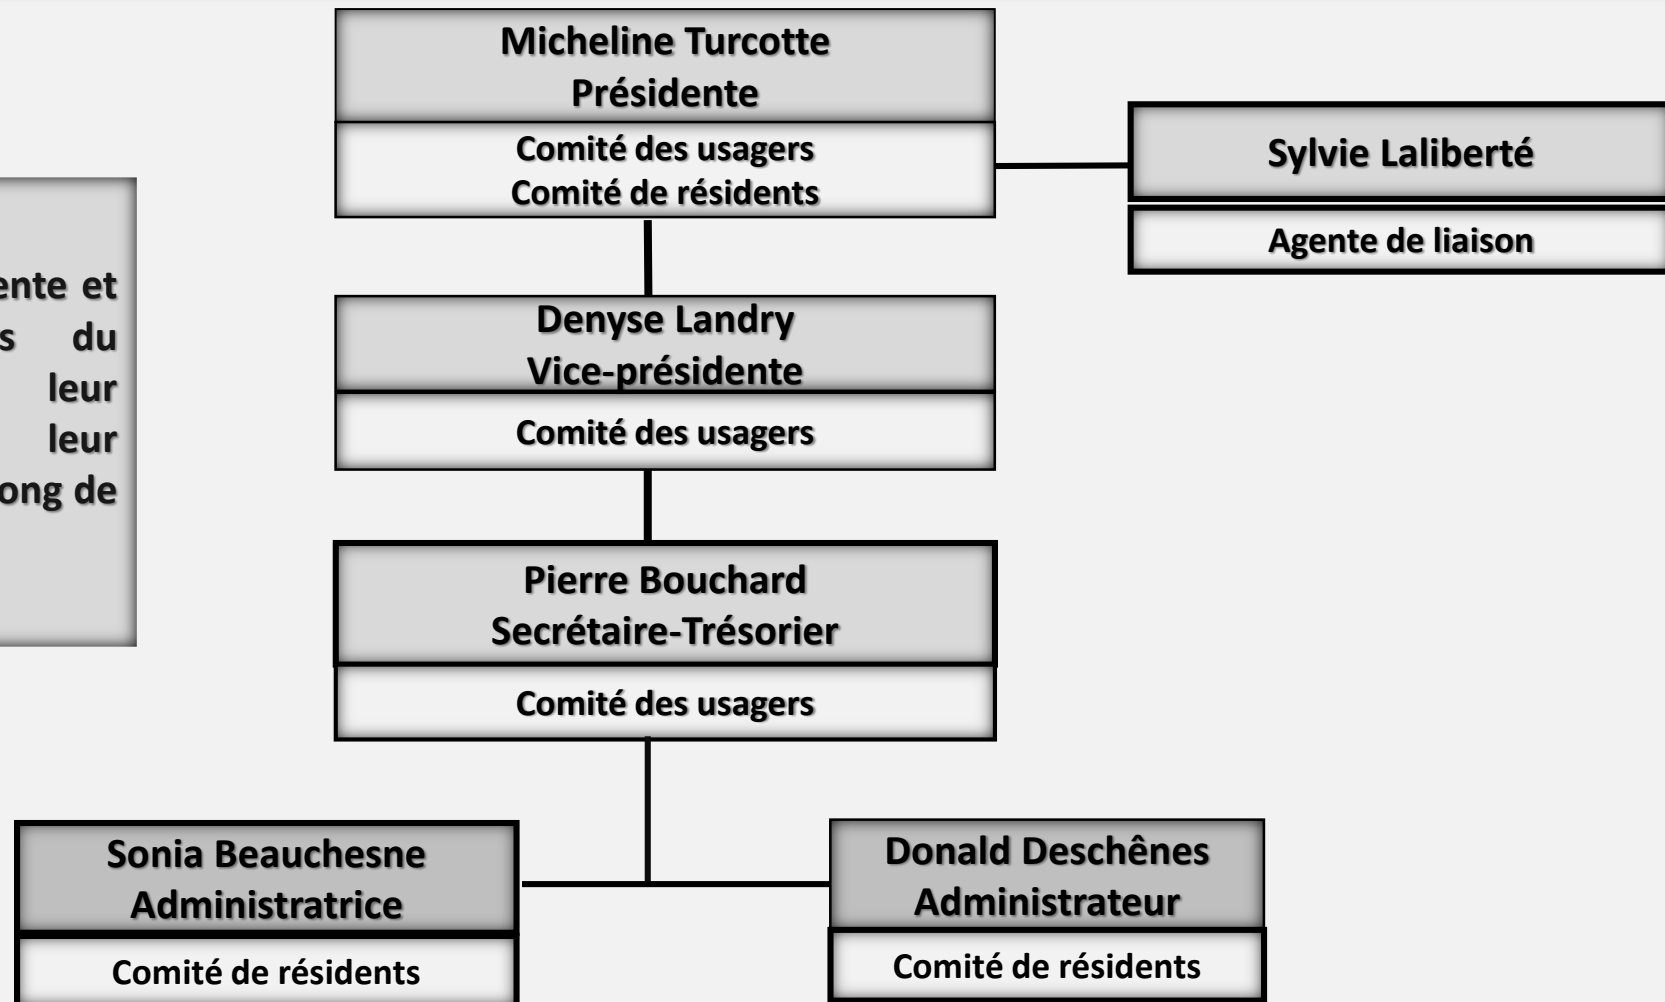 Micheline Turcotte
Présidente
Comité des usagers
Comité de résidents
Sylvie Laliberté
Agente de liaison
et
du
leur
leur
de
Denyse Landry
Vice-présidente
Comité des usagers
Pierre Bouchard
Secrétaire-Trésorier
Comité des usagers
Sonia Beauchesne
Administratrice
Comité de résidents
Donald Deschênes
Administrateur
Comité de résidents